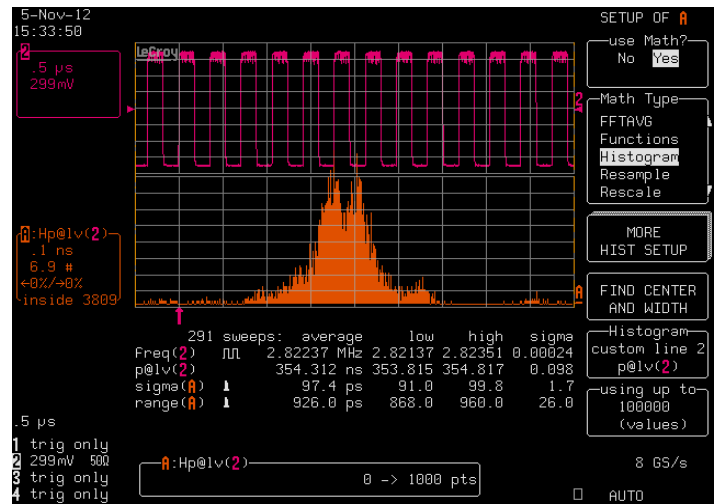 5-Nov-12
15:33:50
SETUP OF A
LeCroy
2
.5 µs
299mV
2
use Math?
No Yes
Math Type
FFTAVG
Functions
Histogram
Resample
Rescale
A:Hp@lv(2)
.1 ns
6.9 #
←0%/→0%
inside 3809
A
MORE
HIST SETUP
FIND CENTER
AND WIDTH
291 sweeps: average low high sigma
Freq(2) 2.82237 MHz 2.82137 2.82351 0.00024
p@lv(2) 354.312 ns 353.815 354.817 0.098
sigma(A) 97.4 ps 91.0 99.8 1.7
range(A) 926.0 ps 868.0 960.0 26.0
Histogram
custom line 2
p@lv(2)
using up to
100000
(values)
.5 µs
1 trig only
2 299mV 50Ω
3 trig only
4 trig only
A:Hp@lv(2)
0 -> 1000 pts
8 GS/s
AUTO